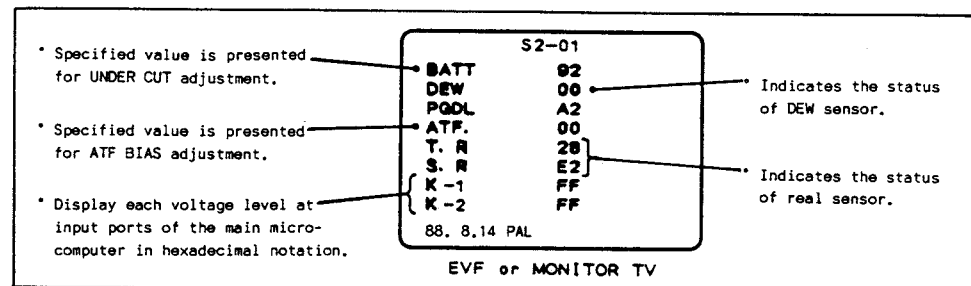 * Specified value is presented
for UNDER CUT adjustment.
* Specified value is presented
for ATF BIAS adjustment.
* Display each voltage level at
input ports of the main micro-
computer in hexadecimal notation.
S2-01
BATT 92
DEW 00
PGDL A2
ATF. 00
T. R 28
S. R E2
K -1 FF
K -2 FF
88. 8.14 PAL
EVF or MONITOR TV
* Indicates the status
of DEW sensor.
* Indicates the status
of real sensor.